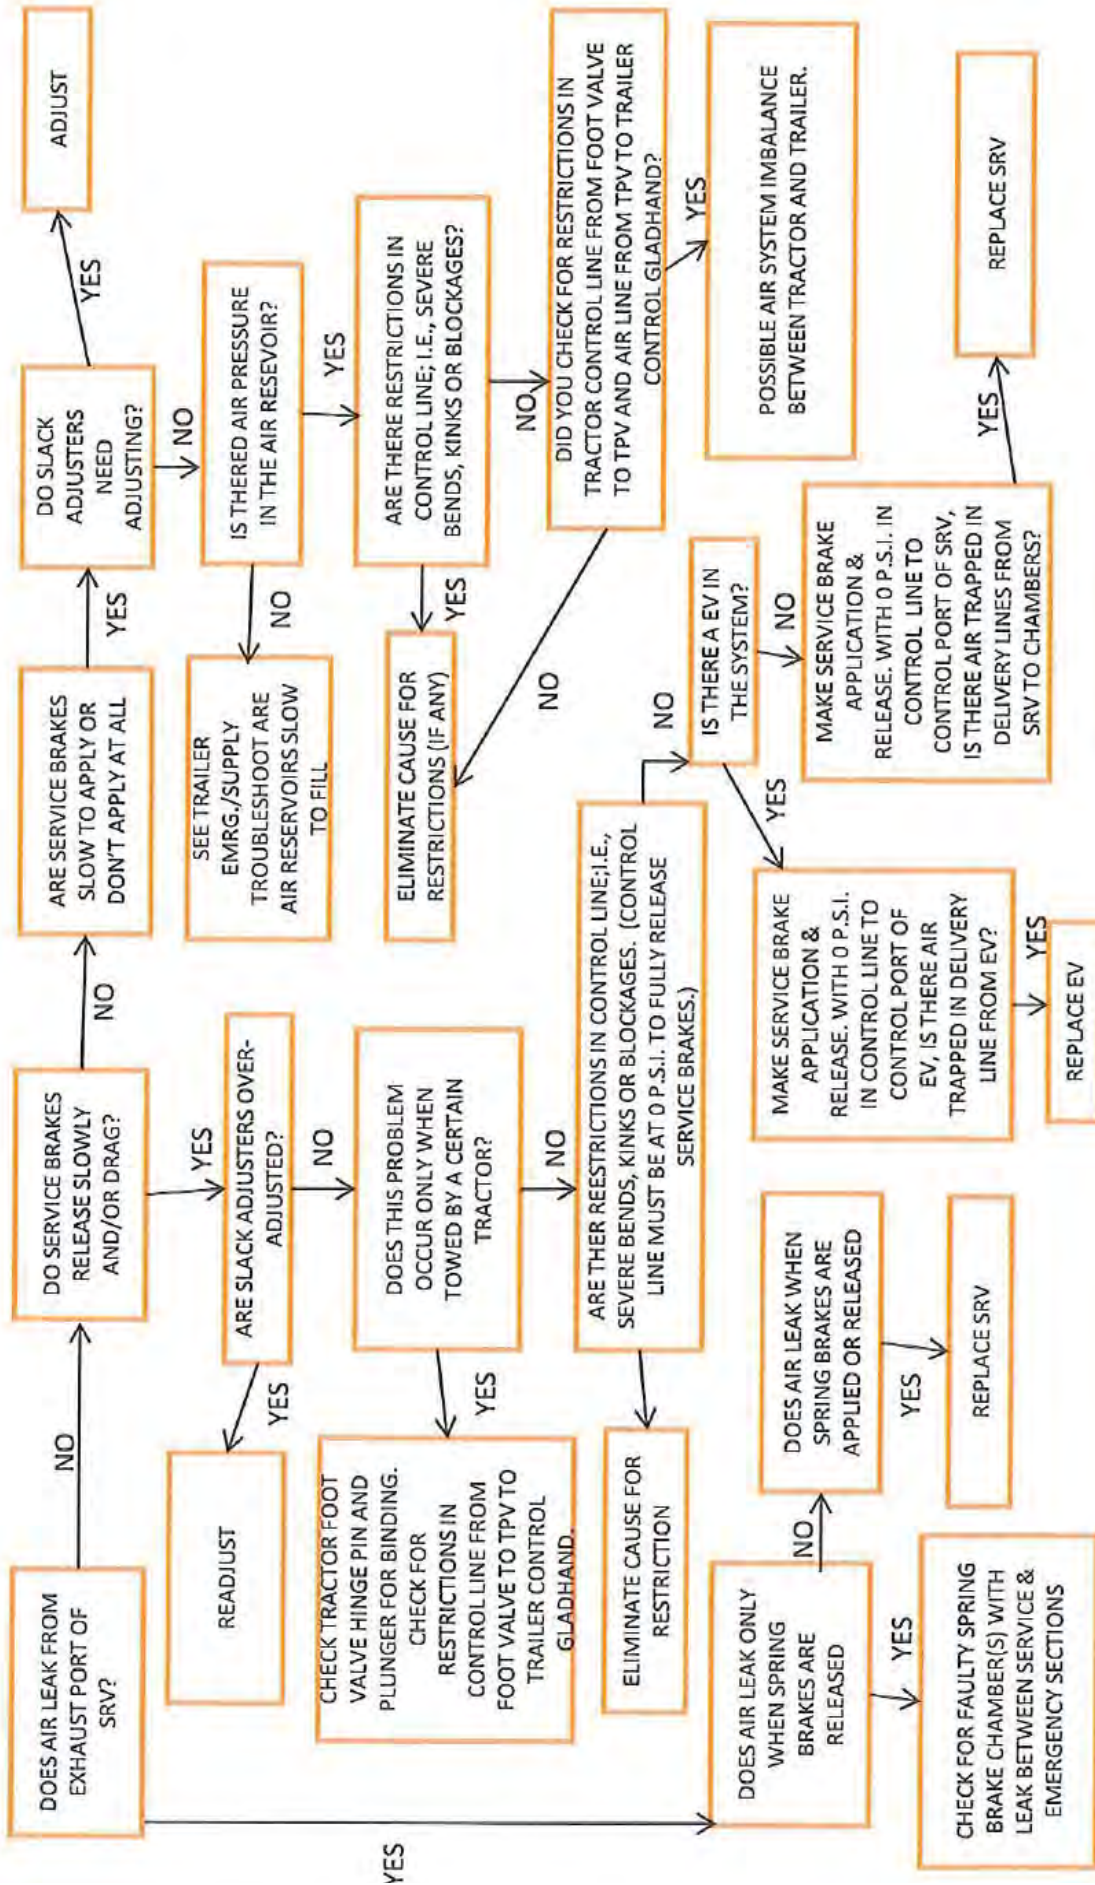 DOES AIR LEAK FROM
EXHAUST PORT OF
SRV?
NO
DO SERVICE BRAKES
RELEASE SLOWLY
AND/OR DRAG?
NO
ARE SERVICE BRAKES
SLOW TO APPLY OR
DON'T APPLY AT ALL
YES
DO SLACK
ADJUSTERS
NEED
ADJUSTING?
YES
ADJUST
YES
READJUST
YES
ARE SLACK ADJUSTERS OVER-
ADJUSTED?
YES
NO
SEE TRAILER
EMRG./SUPPLY
TROUBLESHOOT ARE
AIR RESERVOIRS SLOW
TO FILL
NO
IS THERED AIR PRESSURE
IN THE AIR RESEVOIR?
NO
YES
CHECK TRACTOR FOOT
VALVE HINGE PIN AND
PLUNGER FOR BINDING.
CHECK FOR
RESTRICTIONS IN
CONTROL LINE FROM
FOOT VALVE TO TPV TO
TRAILER CONTROL
GLADHAND.
YES
DOES THIS PROBLEM
OCCUR ONLY WHEN
TOWED BY A CERTAIN
TRACTOR?
NO
ELIMINATE CAUSE FOR
RESTRICTIONS (IF ANY)
YES
ARE THERE RESTRICTIONS IN
CONTROL LINE; I.E., SEVERE
BENDS, KINKS OR BLOCKAGES?
NO
NO
DID YOU CHECK FOR RESTRICTIONS IN
TRACTOR CONTROL LINE FROM FOOT VALVE
TO TPV AND AIR LINE FROM TPV TO TRAILER
CONTROL GLADHAND?
YES
ELIMINATE CAUSE FOR
RESTRICTION
ARE THER REESTRICTIONS IN CONTROL LINE;I.E.,
SEVERE BENDS, KINKS OR BLOCKAGES. (CONTROL
LINE MUST BE AT 0 P.S.I. TO FULLY RELEASE
SERVICE BRAKES.)
NO
IS THERE A EV IN
THE SYSTEM?
YES
NO
POSSIBLE AIR SYSTEM IMBALANCE
BETWEEN TRACTOR AND TRAILER.
DOES AIR LEAK ONLY
WHEN SPRING
BRAKES ARE
RELEASED
NO
YES
DOES AIR LEAK WHEN
SPRING BRAKES ARE
APPLIED OR RELEASED
YES
MAKE SERVICE BRAKE
APPLICATION &
RELEASE. WITH 0 P.S.I.
IN CONTROL LINE TO
CONTROL PORT OF
EV, IS THERE AIR
TRAPPED IN DELIVERY
LINE FROM EV?
YES
MAKE SERVICE BRAKE
APPLICATION &
RELEASE. WITH 0 P.S.I. IN
CONTROL LINE TO
CONTROL PORT OF SRV,
IS THERE AIR TRAPPED IN
DELIVERY LINES FROM
SRV TO CHAMBERS?
YES
REPLACE SRV
CHECK FOR FAULTY SPRING
BRAKE CHAMBER(S) WITH
LEAK BETWEEN SERVICE &
EMERGENCY SECTIONS
REPLACE SRV
REPLACE EV